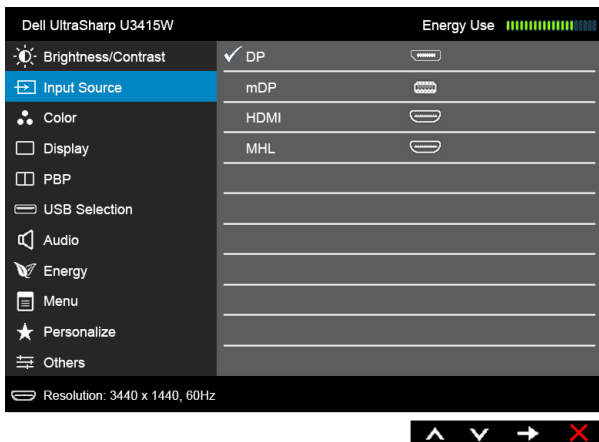 Dell UltraSharp U3415W Energy Use
Brightness/Contrast DP
Input Source mDP
Color HDMI
Display MHL
PBP
USB Selection
Audio
Energy
Menu
Personalize
Others
Resolution: 3440 x 1440, 60Hz